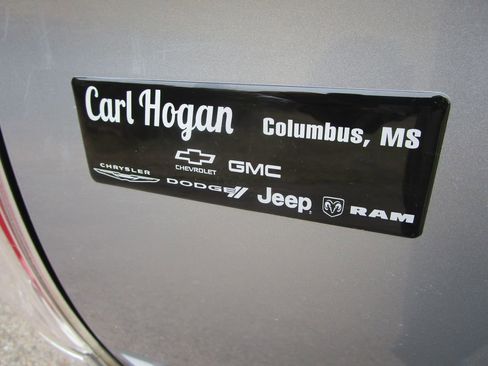 Carl Hogan Columbus, MS
CHEVROLET GMC
CHRYSLER DODGE Jeep RAM